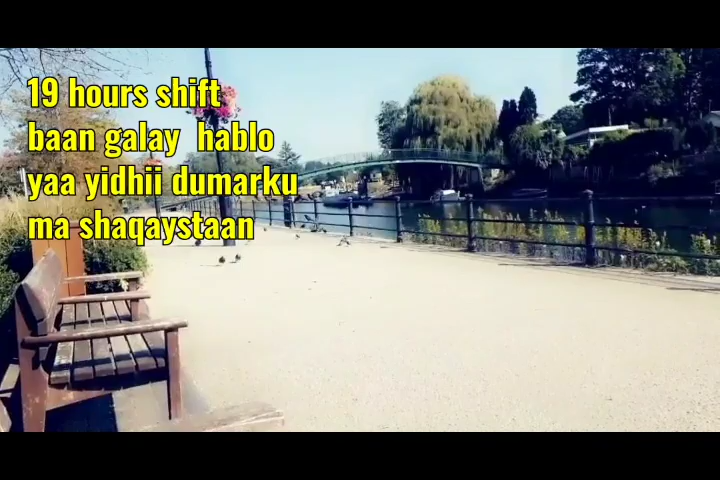 19 hours shift
baan galay hablo
yaa yidhii dumarku
ma shaqaystaan